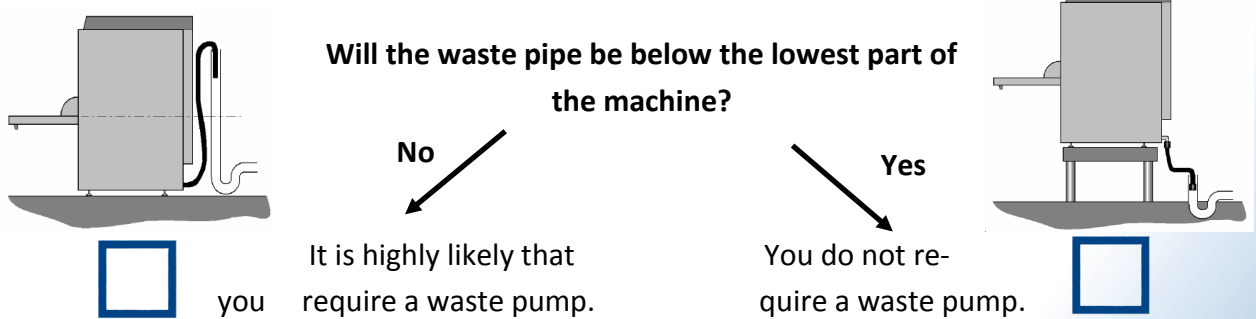 Will the waste pipe be below the lowest part of
the machine?
No
Yes
It is highly likely that
you require a waste pump.
You do not re-
quire a waste pump.